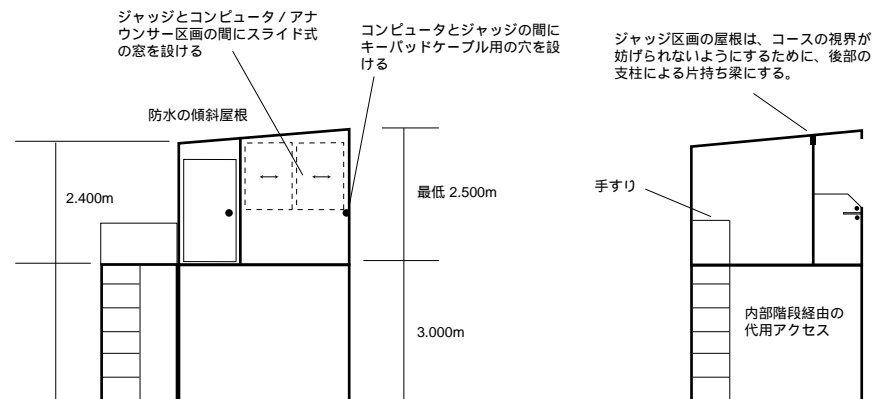 ジャッジとコンピュータ / アナ
ウンサー区画の間にスライド式
の窓を設ける
コンピュータとジャッジの間に
キーパッドケーブル用の穴を設
ける
防水の傾斜屋根
2.400m
最低 2.500m
3.000m
ジャッジ区画の屋根は、コースの視界が
妨げられないようにするために、後部の
支柱による片持ち梁にする。
手すり
内部階段経由の
代用アクセス